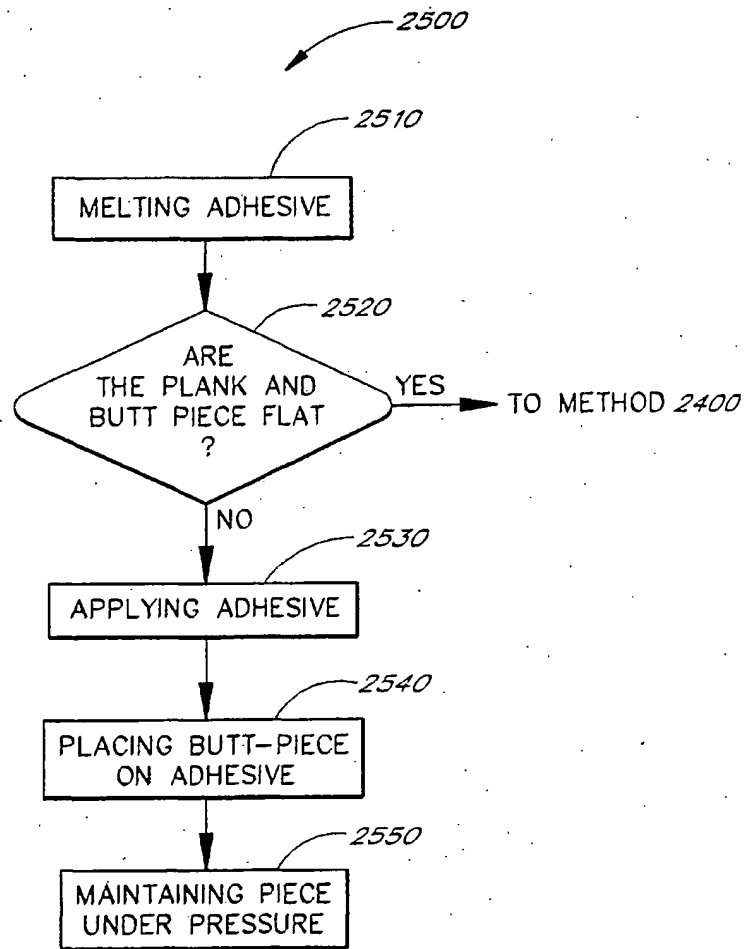 2500
2510
MELTING ADHESIVE
2520
ARE
THE PLANK AND
BUTT PIECE FLAT
?
YES
TO METHOD 2400
NO
2530
APPLYING ADHESIVE
2540
PLACING BUTT-PIECE
ON ADHESIVE
2550
MAINTAINING PIECE
UNDER PRESSURE